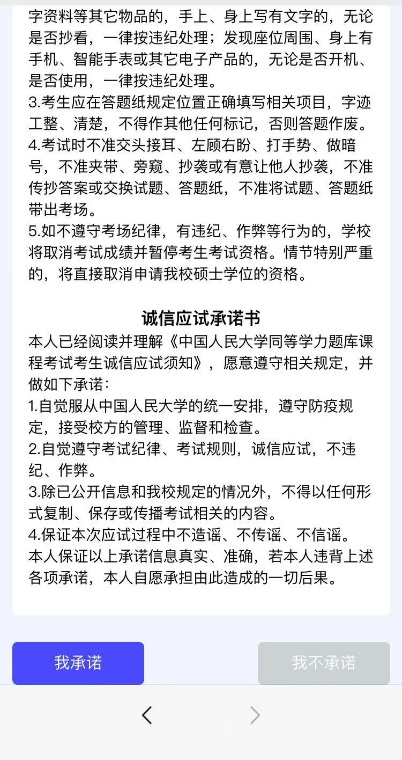 字资料等其它物品的，手上、身上写有文字的，无论
是否抄看，一律按违纪处理；发现座位周围、身上有
手机、智能手表或其它电子产品的，无论是否开机、
是否使用，一律按违纪处理。
3.考生应在答题纸规定位置正确填写相关项目，字迹
工整、清楚，不得作其他任何标记，否则答题作废。
4.考试时不准交头接耳、左顾右盼、打手势、做暗
号，不准夹带、旁窥、抄袭或有意让他人抄袭，不准
传抄答案或交换试题、答题纸，不准将试题、答题纸
带出考场。
5.如不遵守考场纪律，有违纪、作弊等行为的，学校
将取消考试成绩并暂停考生考试资格。情节特别严重
的，将直接取消申请我校硕士学位的资格。
诚信应试承诺书
本人已经阅读并理解《中国人民大学同等学力题库课
程考试考生诚信应试须知》，愿意遵守相关规定，并
做如下承诺：
1.自觉服从中国人民大学的统一安排，遵守防疫规
定，接受校方的管理、监督和检查。
2.自觉遵守考试纪律、考试规则，诚信应试，不违
纪、作弊。
3.除已公开信息和我校规定的情况外，不得以任何形
式复制、保存或传播考试相关的内容。
4.保证本次应试过程中不造谣、不传谣、不信谣。
本人保证以上承诺信息真实、准确，若本人违背上述
各项承诺，本人自愿承担由此造成的一切后果。
我承诺
我不承诺